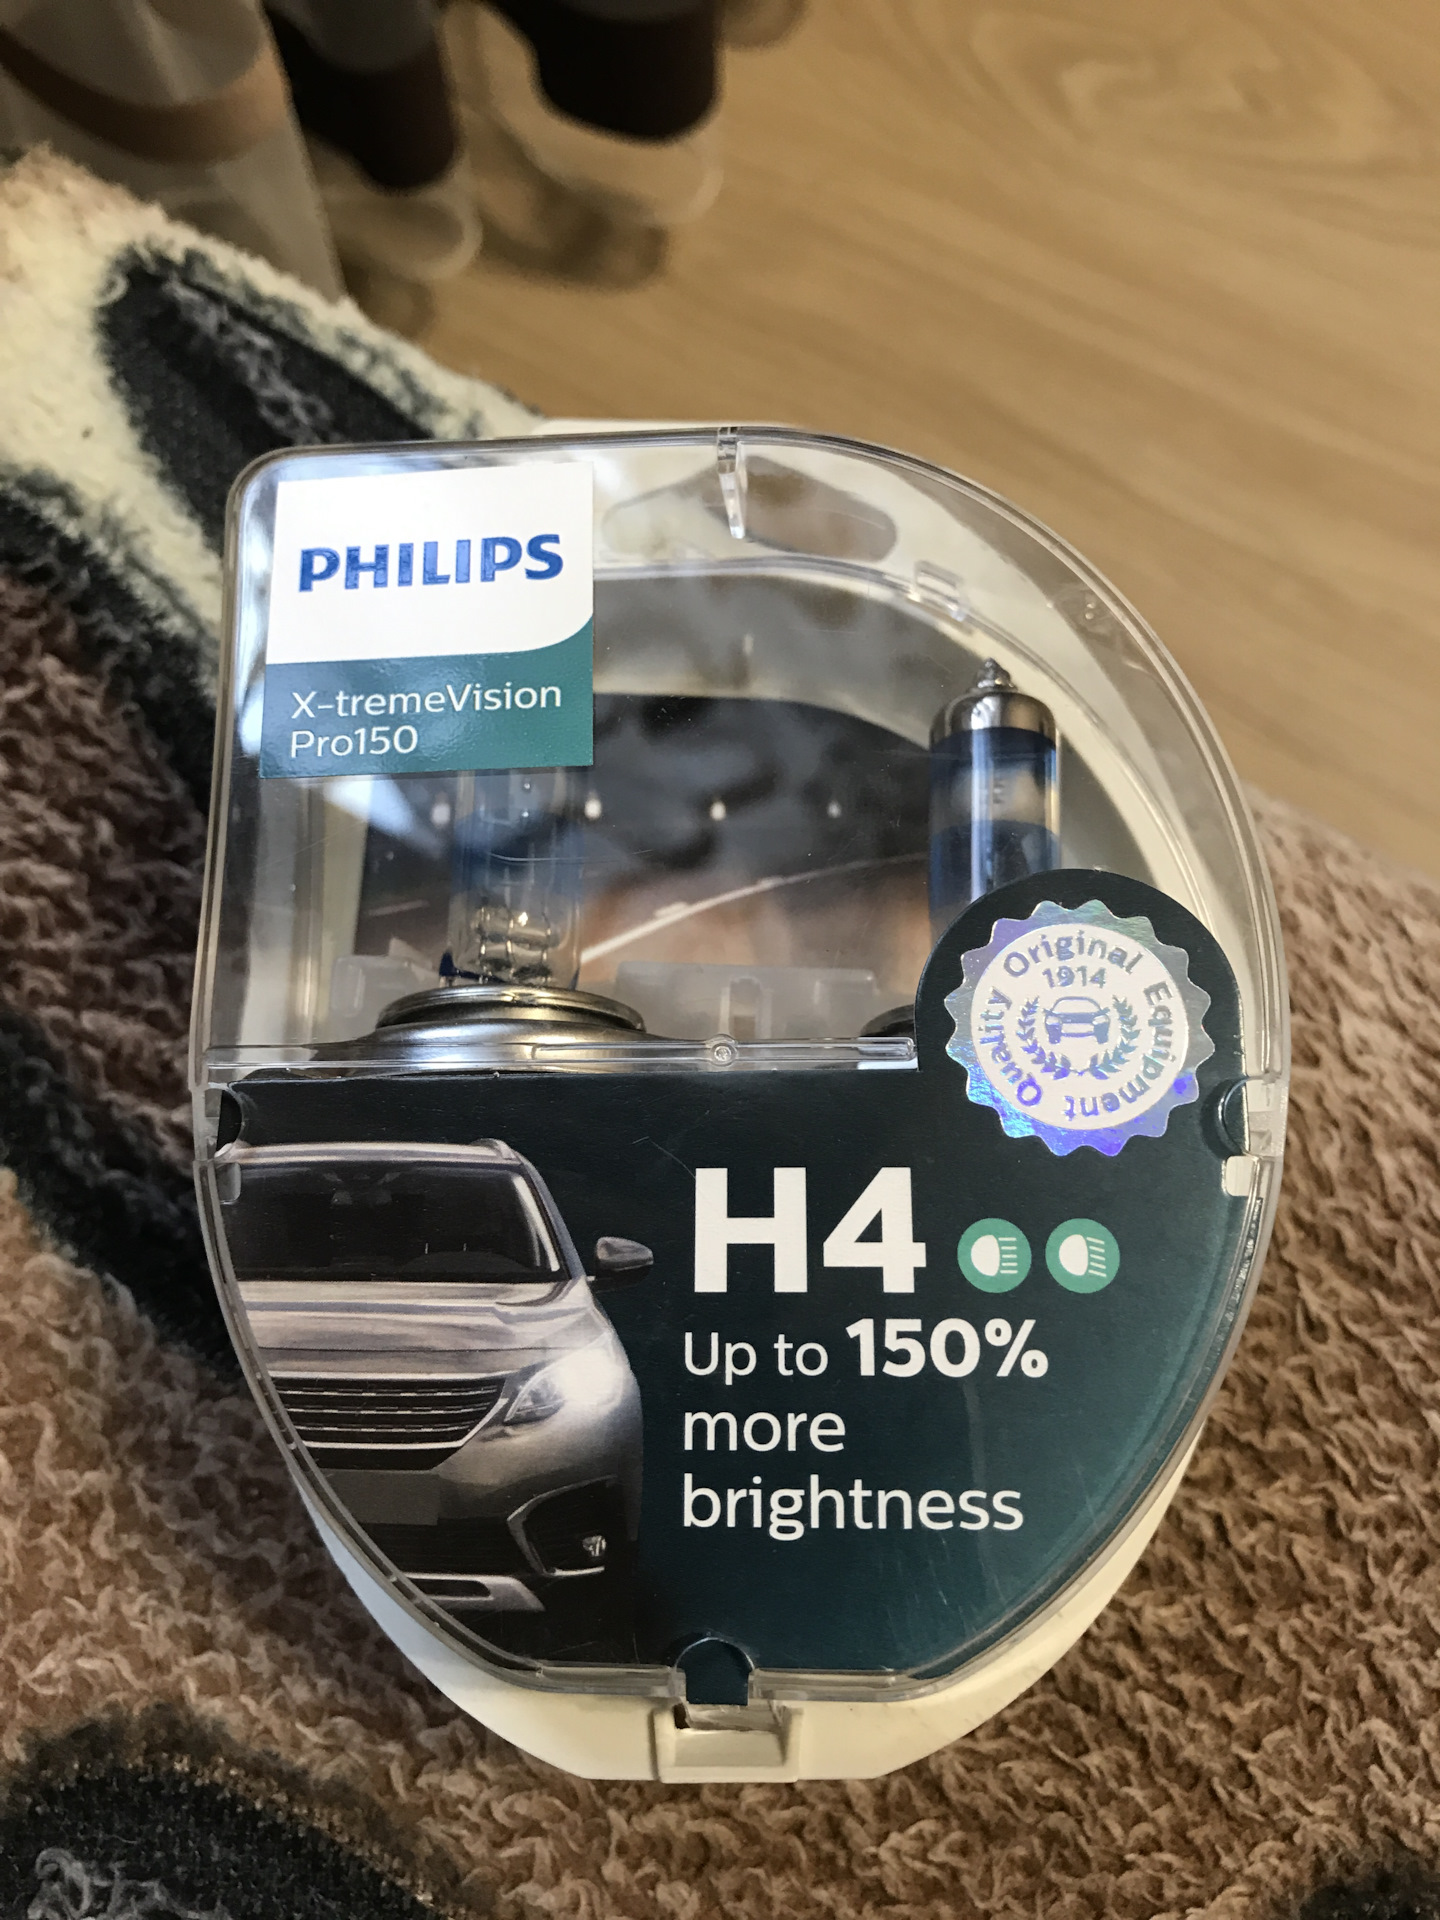 PHILIPS
X-tremeVision
Pro150
Quality Original Equipment
1914
H4
Up to 150%
more
brightness